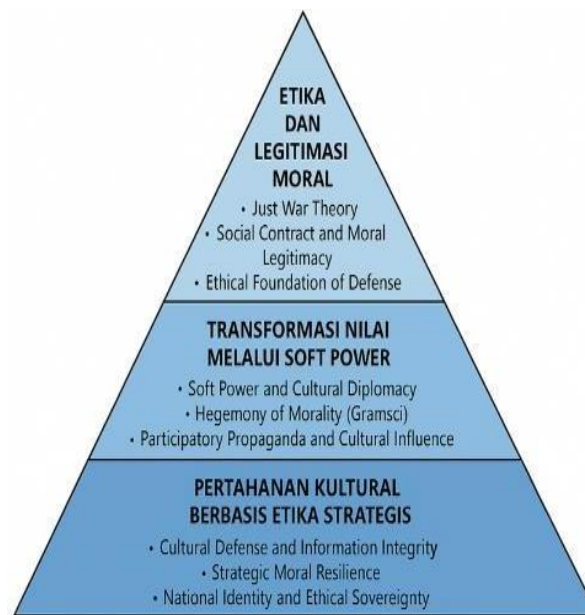 ETIKA
DAN
LEGITIMASI
MORAL
• Just War Theory
• Social Contract and Moral
Legitimacy
• Ethical Foundation of Defense
TRANSFORMASI NILAI
MELALUI SOFT POWER
• Soft Power and Cultural Diplomacy
• Hegemony of Morality (Gramsci)
• Participatory Propaganda and Cultural Influence
PERTAHANAN KULTURAL
BERBASIS ETIKA STRATEGIS
• Cultural Defense and Information Integrity
• Strategic Moral Resilience
• National Identity and Ethical Sovereignty